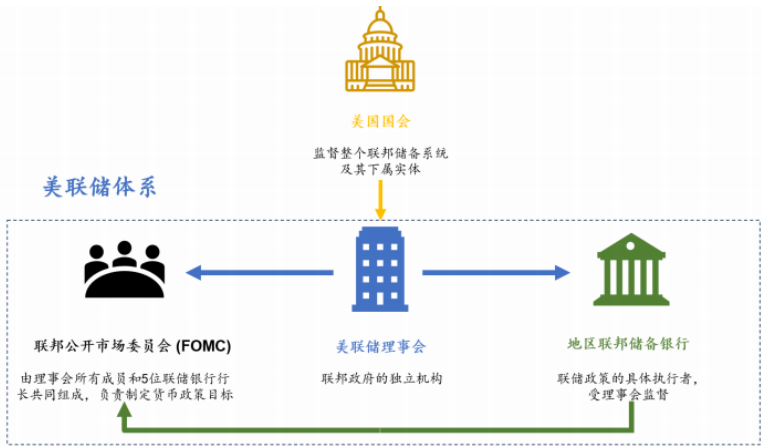 美国国会
监督整个联邦储备系统
及其下属实体
美联储体系
联邦公开市场委员会 (FOMC)
由理事会所有成员和5位联储银行行
长共同组成，负责制定货币政策目标
美联储理事会
联邦政府的独立机构
地区联邦储备银行
联储政策的具体执行者，
受理事会监督